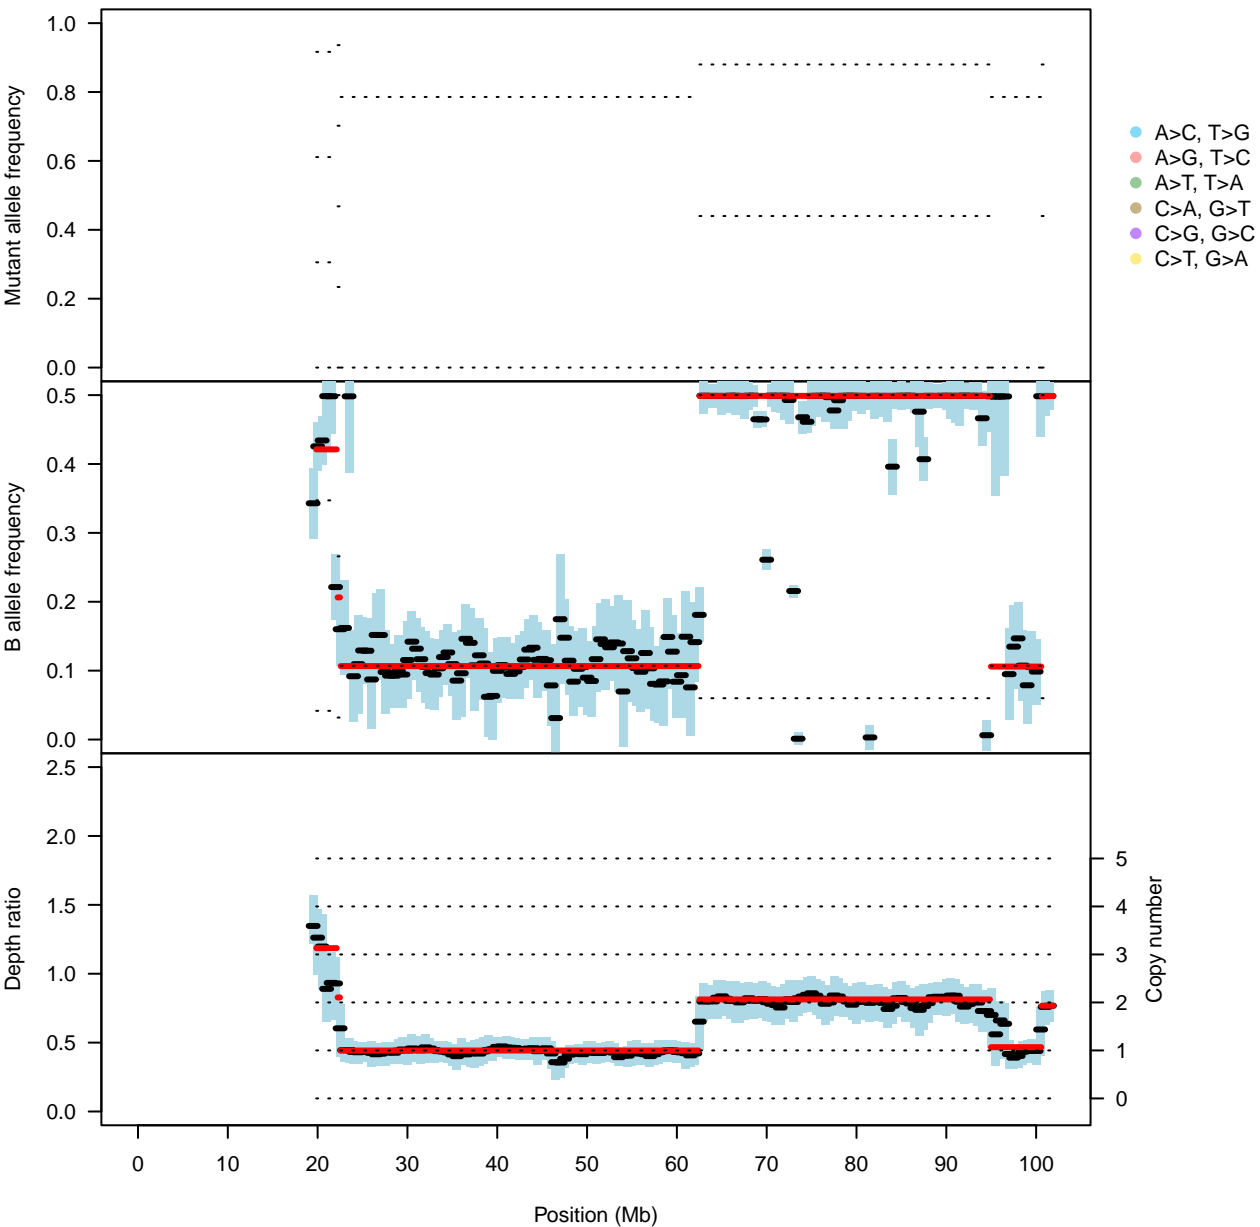 Mutant allele frequency
1.0
0.8
0.6
0.4
0.2
0.0
A>C, T>G
A>G, T>C
A>T, T>A
C>A, G>T
C>G, G>C
C>T, G>A
B allele frequency
0.5
0.4
0.3
0.2
0.1
0.0
Depth ratio
2.5
2.0
1.5
1.0
0.5
0.0
5
4
3
2
1
0
Copy number
0 10 20 30 40 50 60 70 80 90 100
Position (Mb)